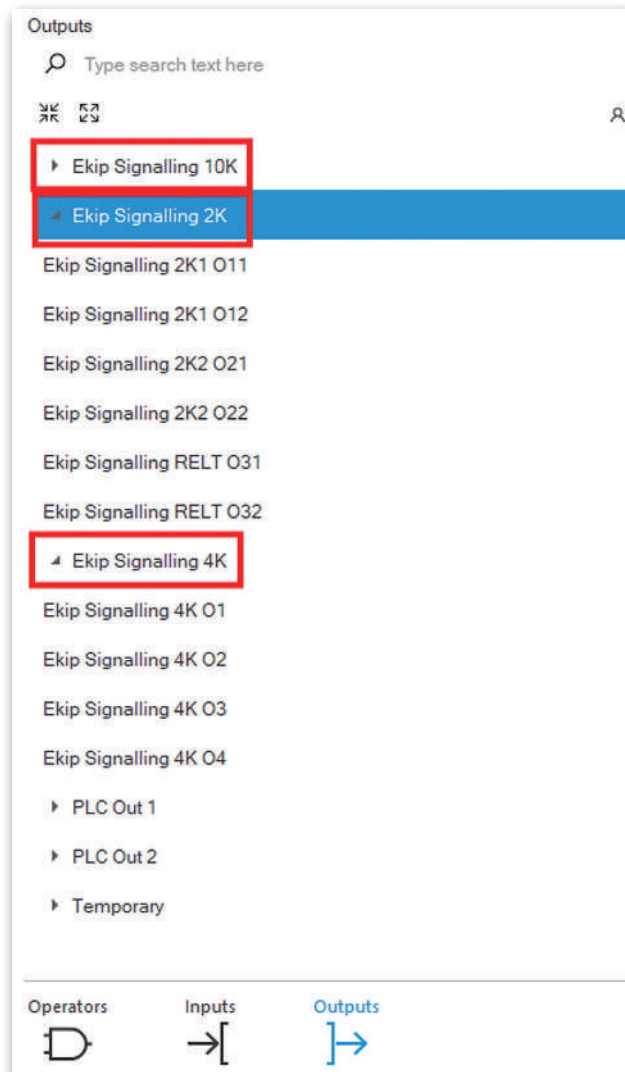 Outputs
Type search text here
Ekip Signalling 10K
Ekip Signalling 2K
Ekip Signalling 2K1 O11
Ekip Signalling 2K1 O12
Ekip Signalling 2K2 O21
Ekip Signalling 2K2 O22
Ekip Signalling RELT O31
Ekip Signalling RELT O32
Ekip Signalling 4K
Ekip Signalling 4K O1
Ekip Signalling 4K O2
Ekip Signalling 4K O3
Ekip Signalling 4K O4
PLC Out 1
PLC Out 2
Temporary
Operators Inputs Outputs